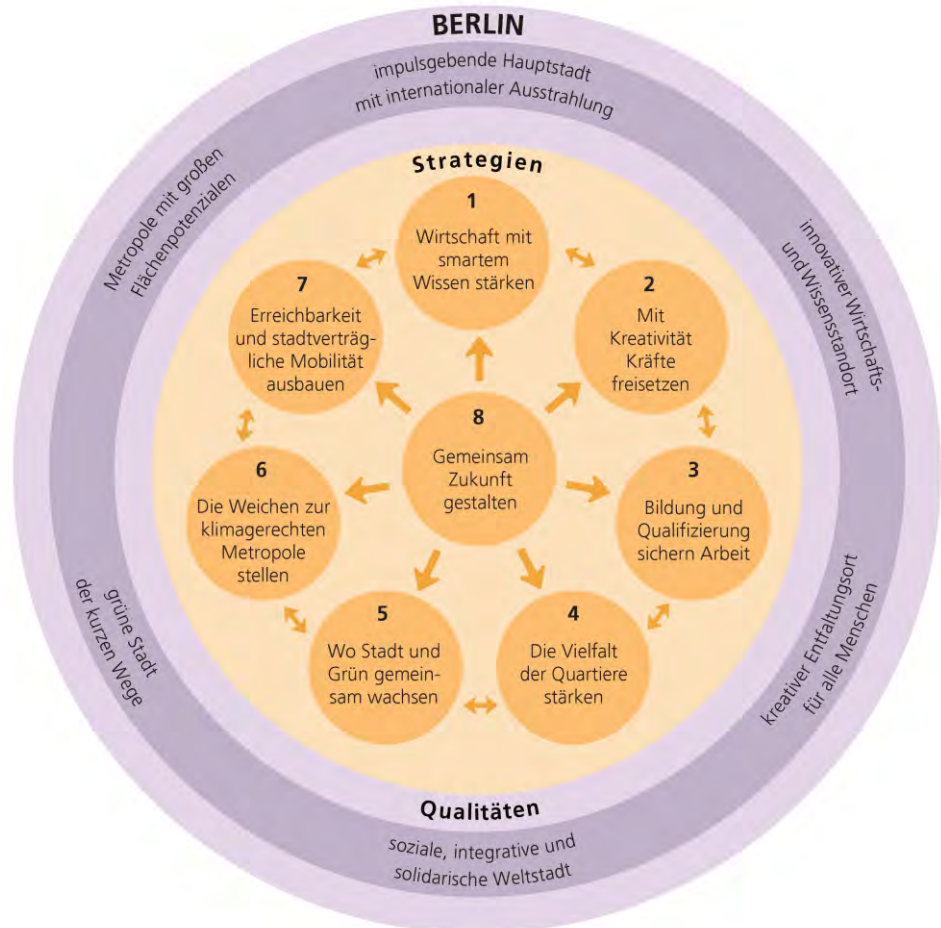 BERLIN
impulsgebende Hauptstadt
mit internationaler Ausstrahlung
Metropole mit großen
Flächenpotenzialen
innovativer Wirtschafts-
und Wissensstandort
kreativer Entfaltungsort
für alle Menschen
grüne Stadt
der kurzen Wege
Strategien
1
Wirtschaft mit
smartem
Wissen stärken
2
Mit
Kreativität
Kräfte
freisetzen
3
Bildung und
Qualifizierung
sichern Arbeit
4
Die Vielfalt
der Quartiere
stärken
5
Wo Stadt und
Grün gemein-
sam wachsen
6
Die Weichen zur
klimagerechten
Metropole
stellen
7
Erreichbarkeit
und stadtverträg-
liche Mobilität
ausbauen
8
Gemeinsam
Zukunft
gestalten
Qualitäten
soziale, integrative und
solidarische Weltstadt